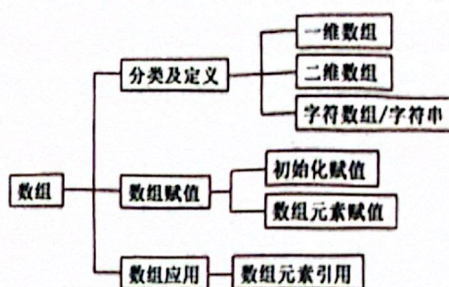 一维数组
分类及定义
二维数组
字符数组/字符串
数组
数组赋值
初始化赋值
数组元素赋值
数组应用
数组元素引用